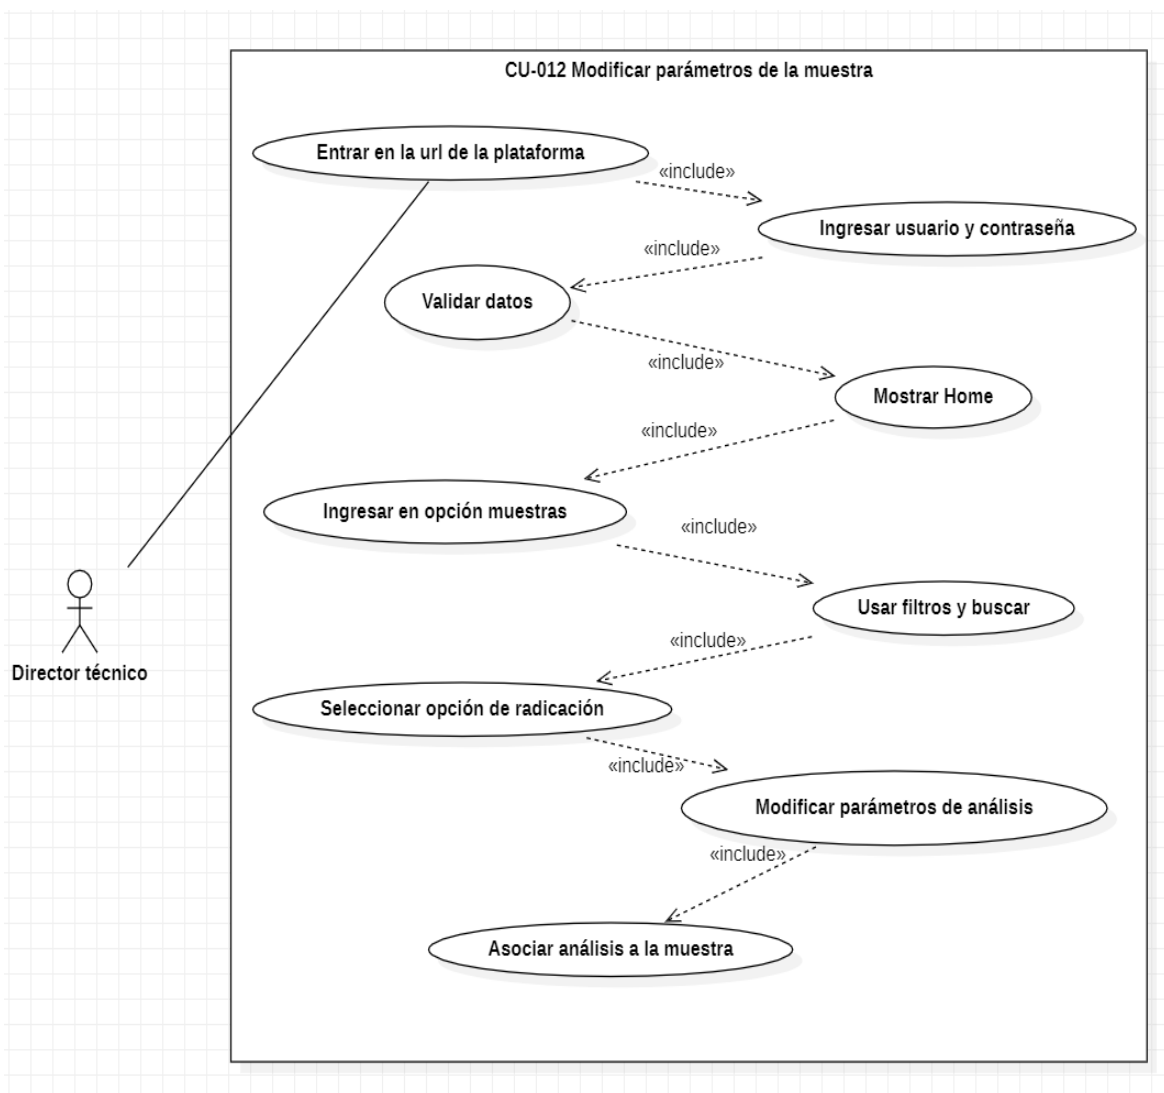 CU-012 Modificar parámetros de la muestra
Entrar en la url de la plataforma
«include»
Ingresar usuario y contraseña
«include»
Validar datos
«include»
Mostrar Home
«include»
Ingresar en opción muestras
«include»
Usar filtros y buscar
«include»
Director técnico
Seleccionar opción de radicación
«include»
Modificar parámetros de análisis
«include»
Asociar análisis a la muestra